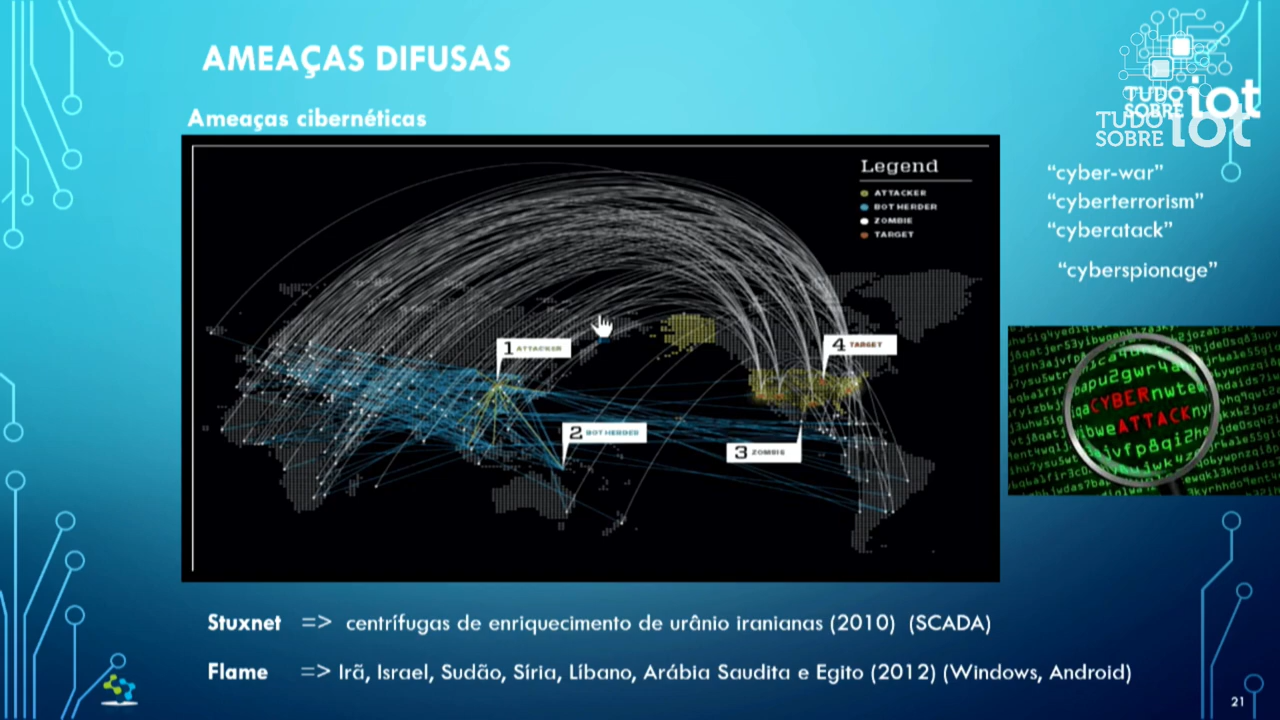 AMEAÇAS DIFUSAS
TUDO SOBRE iot
TUDO SOBRE iot
Ameaças cibernéticas
Legend
ATTACKER
BOT HERDER
ZOMBIE
TARGET
1 ATTACKER
4 TARGET
2 BOT HERDER
3 ZOMBIE
“cyber-war”
“cyberterrorism”
“cyberatack”
“cyberspionage”
CYBER
ATTACK
Stuxnet => centrífugas de enriquecimento de urânio iranianas (2010) (SCADA)
Flame => Irã, Israel, Sudão, Síria, Líbano, Arábia Saudita e Egito (2012) (Windows, Android)
21